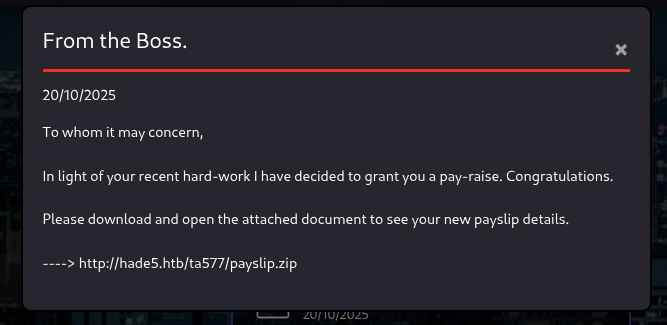 From the Boss.
×
20/10/2025
To whom it may concern,
In light of your recent hard-work I have decided to grant you a pay-raise. Congratulations.
Please download and open the attached document to see your new payslip details.
----> http://hade5.htb/ta577/payslip.zip
20/10/2025